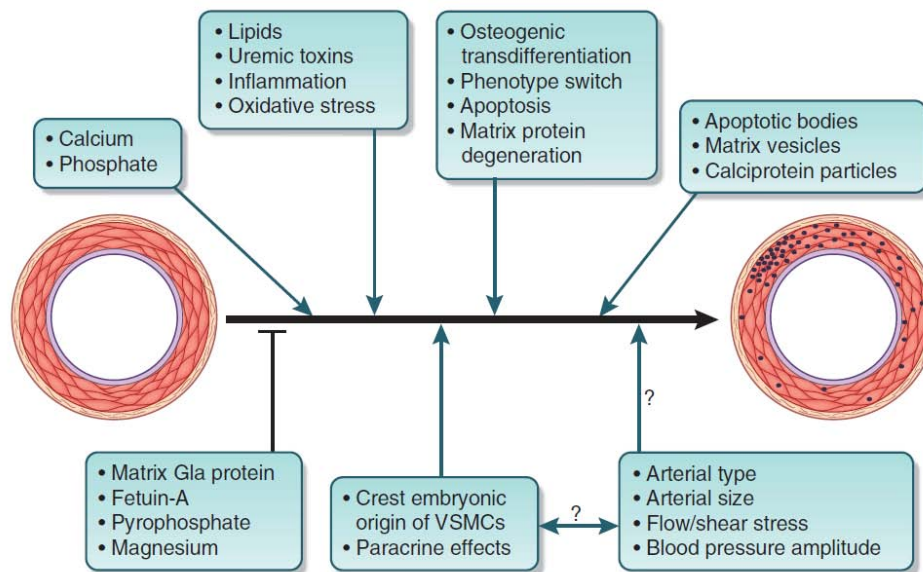 • Lipids
• Uremic toxins
• Inflammation
• Oxidative stress
• Osteogenic
transdifferentiation
• Phenotype switch
• Apoptosis
• Matrix protein
degeneration
• Calcium
• Phosphate
• Apoptotic bodies
• Matrix vesicles
• Calciprotein particles
?
• Matrix Gla protein
• Fetuin-A
• Pyrophosphate
• Magnesium
• Crest embryonic
origin of VSMCs
• Paracrine effects
?
• Arterial type
• Arterial size
• Flow/shear stress
• Blood pressure amplitude